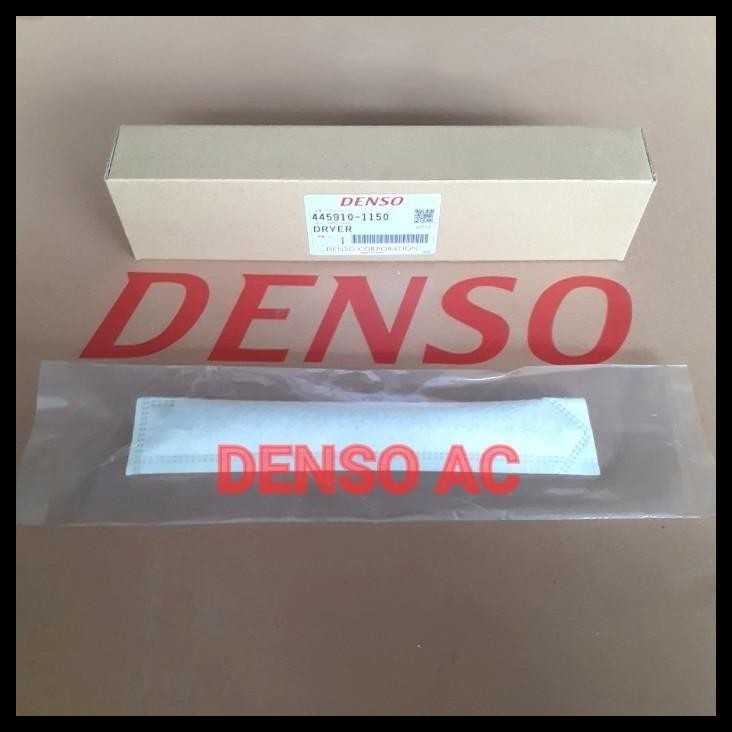 DENSO
445910-1150
DRYER
1
DENSO CORPORATION
DENSO
DENSO AC